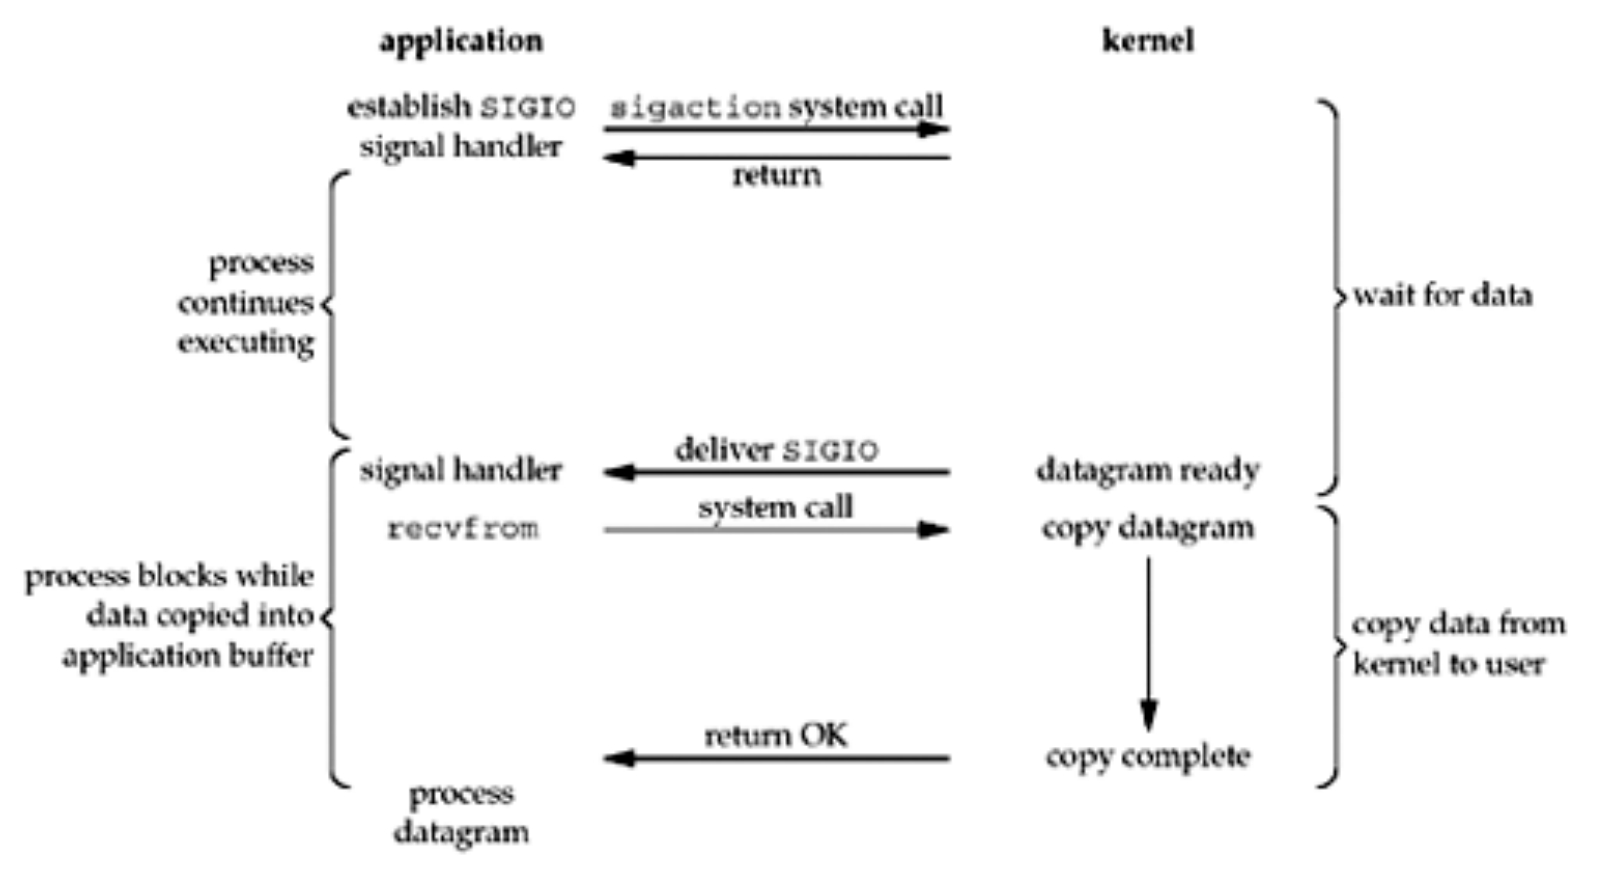 application
kernel
establish SIGIO
sigaction system call
signal handler
return
process
continues
executing
wait for data
deliver SIGIO
signal handler
datagram ready
system call
recvfrom
copy datagram
process blocks while
data copied into
application buffer
copy data from
kernel to user
return OK
copy complete
process
datagram